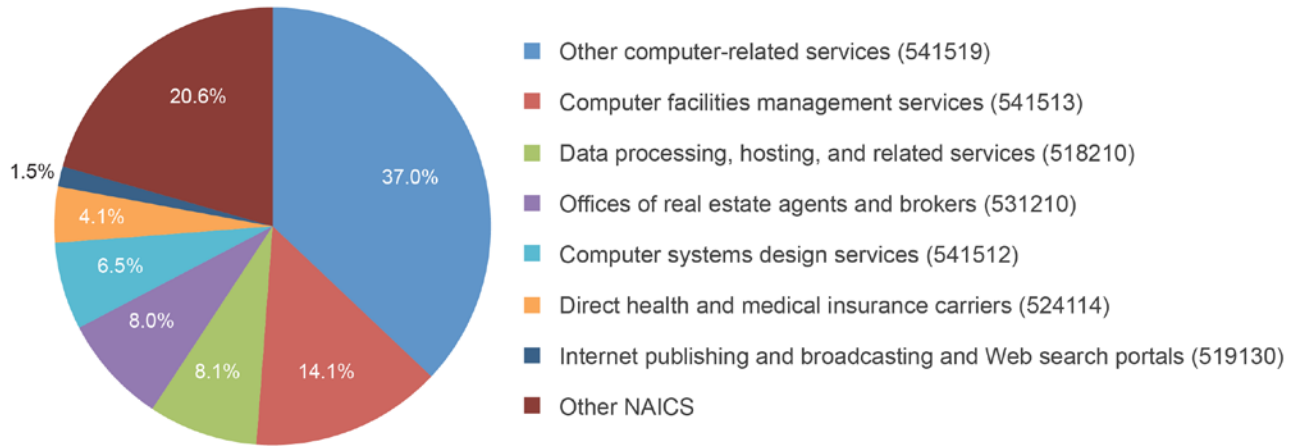 20.6%
37.0%
1.5%
4.1%
6.5%
8.0%
8.1%
14.1%
Other computer-related services (541519)
Computer facilities management services (541513)
Data processing, hosting, and related services (518210)
Offices of real estate agents and brokers (531210)
Computer systems design services (541512)
Direct health and medical insurance carriers (524114)
Internet publishing and broadcasting and Web search portals (519130)
Other NAICS